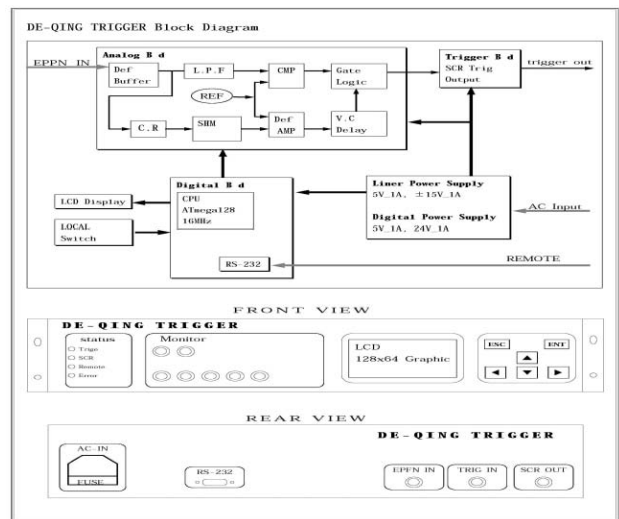 DE-QING TRIGGER Block Diagram
Analog B d
EPPN IN
Def
Buffer
L.P.F
CMP
Gate
Logic
Trigger B d
SCR Trig
Output
trigger out
REF
C.R
SHM
Def
AMP
V.C
Delay
Digital B d
CPU
ATmega128
16MHz
RS-232
LCD Display
LOCAL
Switch
Liner Power Supply
5V_1A, ±15V_1A
Digital Power Supply
5V_1A, 24V_1A
AC Input
REMOTE
FRONT VIEW
DE-QING TRIGGER
status
Trige
SCR
Remote
Error
Monitor
LCD
128x64 Graphic
ESC
ENT
REAR VIEW
DE-QING TRIGGER
AC-IN
FUSE
RS-232
EPFN IN
TRIG IN
SCR OUT